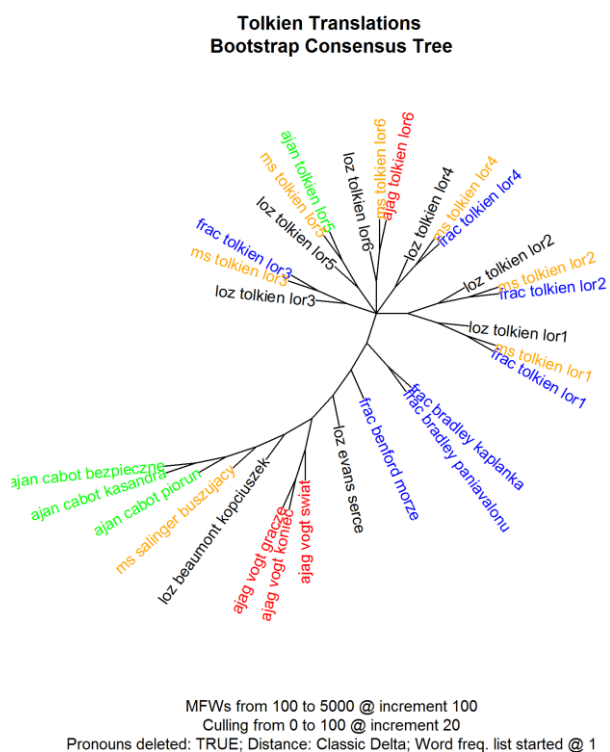 Tolkien Translations
Bootstrap Consensus Tree
ajan tolkien lor5
ms tolkien lor5
loz tolkien lor5
loz tolkien lor6
ms tolkien lor6
ajag tolkien lor6
loz tolkien lor4
ms tolkien lor4
frac tolkien lor4
frac tolkien lor3
ms tolkien lor3
loz tolkien lor3
loz tolkien lor2
ms tolkien lor2
frac tolkien lor2
loz tolkien lor1
ms tolkien lor1
frac tolkien lor1
frac bradley kaplanka
frac bradley paniavalonu
frac benford morze
loz evans serce
ajag vogt swiat
ajag vogt koniec
ajag vogt gracze
loz beaumont kopciuszek
ms salinger buszujacy
ajan cabot piorun
ajan cabot kasandra
ajan cabot bezpieczne
MFWs from 100 to 5000 @ increment 100
Culling from 0 to 100 @ increment 20
Pronouns deleted: TRUE; Distance: Classic Delta; Word freq. list started @ 1